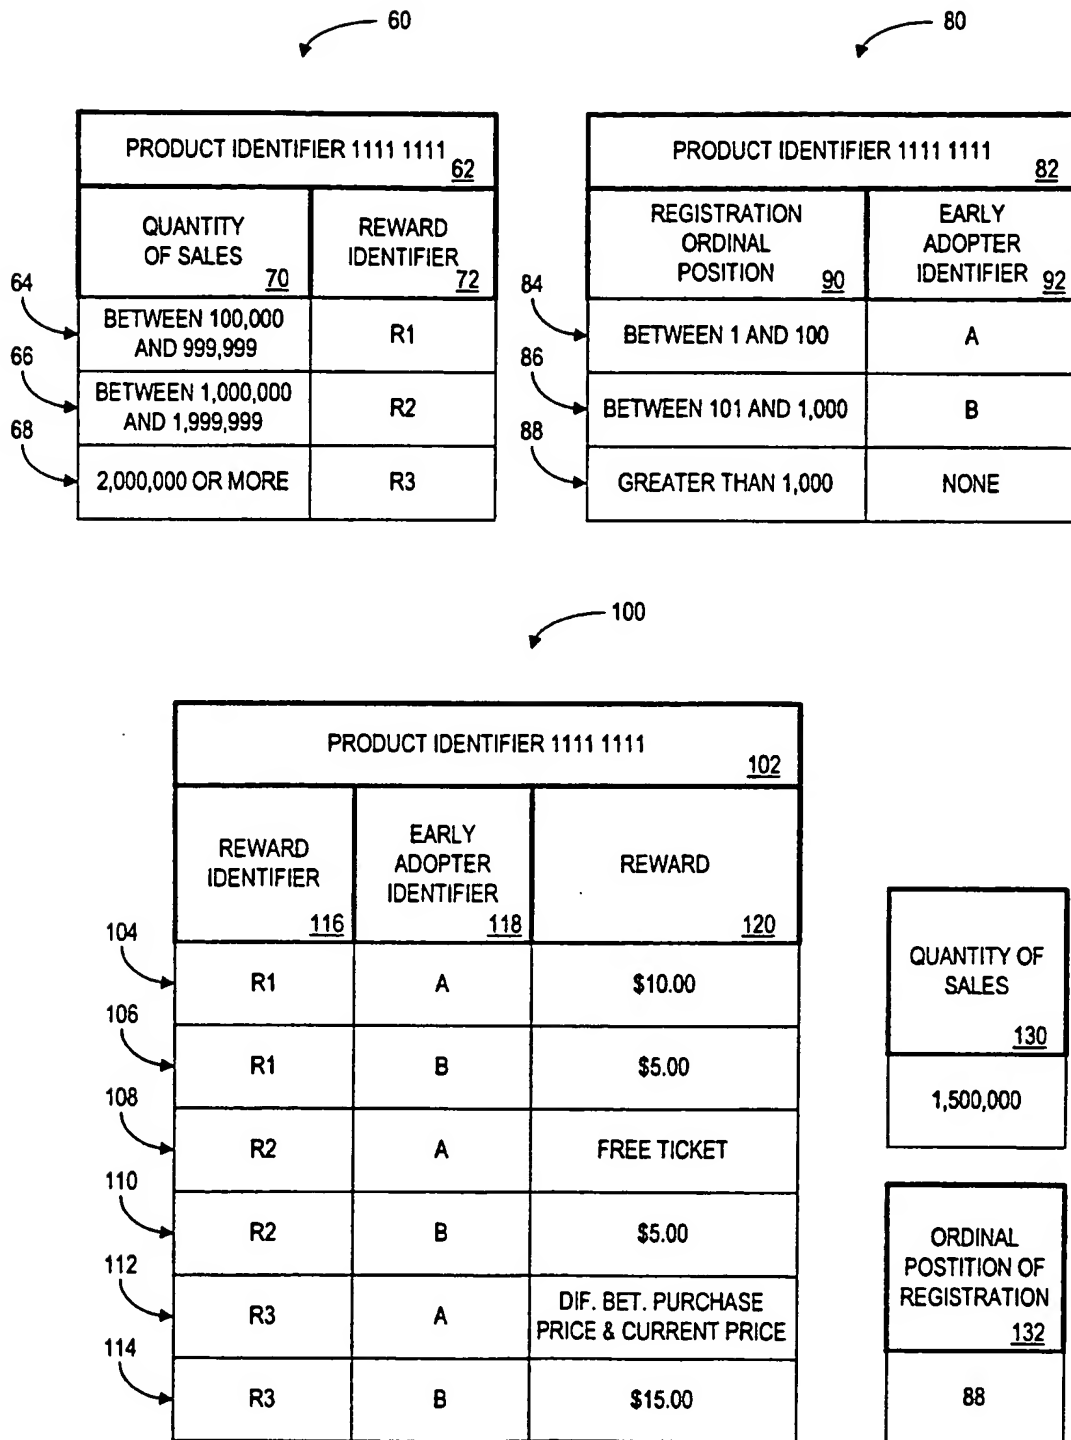 60
80
PRODUCT IDENTIFIER 1111 1111
62
QUANTITY
OF SALES
70
REWARD
IDENTIFIER
72
64
BETWEEN 100,000
AND 999,999
R1
66
BETWEEN 1,000,000
AND 1,999,999
R2
68
2,000,000 OR MORE
R3
PRODUCT IDENTIFIER 1111 1111
82
REGISTRATION
ORDINAL
POSITION
90
EARLY
ADOPTER
IDENTIFIER
92
84
BETWEEN 1 AND 100
A
86
BETWEEN 101 AND 1,000
B
88
GREATER THAN 1,000
NONE
100
PRODUCT IDENTIFIER 1111 1111
102
REWARD
IDENTIFIER
116
EARLY
ADOPTER
IDENTIFIER
118
REWARD
120
104
R1
A
$10.00
106
R1
B
$5.00
108
R2
A
FREE TICKET
110
R2
B
$5.00
112
R3
A
DIF. BET. PURCHASE
PRICE & CURRENT PRICE
114
R3
B
$15.00
QUANTITY OF
SALES
130
1,500,000
ORDINAL
POSTITION OF
REGISTRATION
132
88